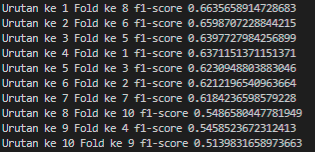 Urutan ke 1 Fold ke 8 f1-score 0.6635658914728683
Urutan ke 2 Fold ke 6 f1-score 0.6598707228844215
Urutan ke 3 Fold ke 5 f1-score 0.6397727984256899
Urutan ke 4 Fold ke 1 f1-score 0.6371151371151371
Urutan ke 5 Fold ke 3 f1-score 0.6230948803883046
Urutan ke 6 Fold ke 2 f1-score 0.6212196540963664
Urutan ke 7 Fold ke 7 f1-score 0.6184236598579228
Urutan ke 8 Fold ke 10 f1-score 0.5486580447781949
Urutan ke 9 Fold ke 4 f1-score 0.5458523672312413
Urutan ke 10 Fold ke 9 f1-score 0.5139831658973663